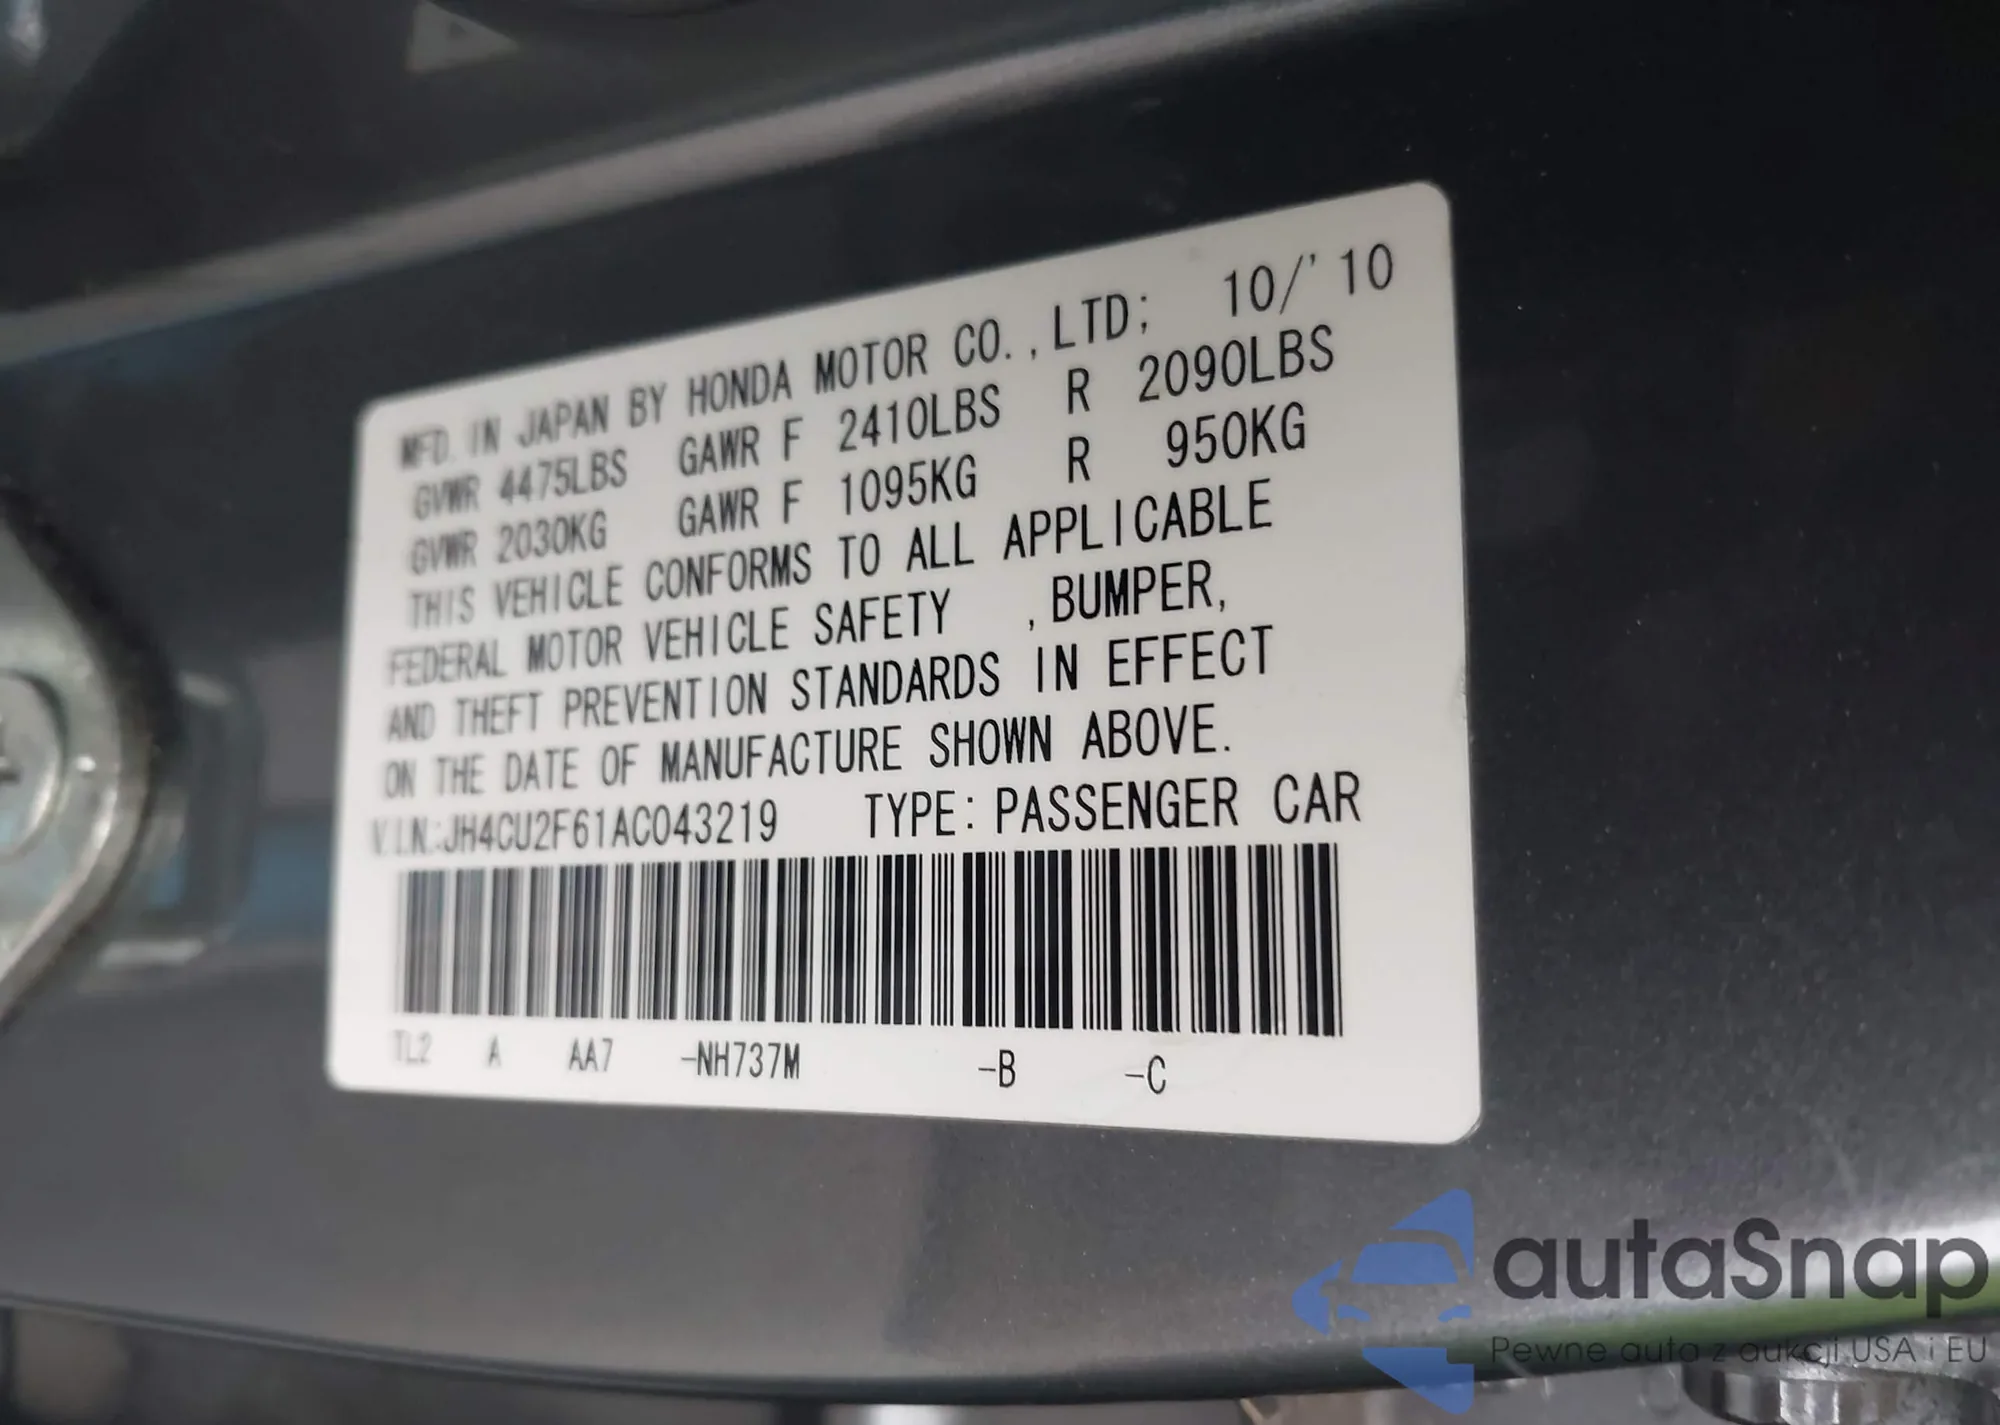 MFD. IN JAPAN BY HONDA MOTOR CO.,LTD; 10/'10
GVWR 4475LBS GAWR F 2410LBS R 2090LBS
GVWR 2030KG GAWR F 1095KG R 950KG
THIS VEHICLE CONFORMS TO ALL APPLICABLE
FEDERAL MOTOR VEHICLE SAFETY ,BUMPER,
AND THEFT PREVENTION STANDARDS IN EFFECT
ON THE DATE OF MANUFACTURE SHOWN ABOVE.
V.I.N.:JH4CU2F61AC043219 TYPE: PASSENGER CAR
TL2 A AA7 -NH737M -B -C
autaSnap
Pewne auta z aukcji USA i EU